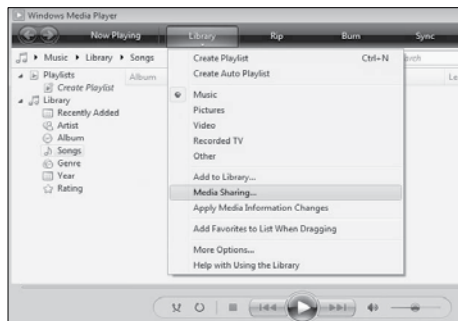 Windows Media Player
Now Playing Library Rip Burn Sync
Music Library Songs
Playlists
Create Playlist
Library
Recently Added
Artist
Album
Songs
Genre
Year
Rating
Album
Create Playlist Ctrl+N
Create Auto Playlist
Music
Pictures
Video
Recorded TV
Other
Add to Library...
Media Sharing...
Apply Media Information Changes
Add Favorites to List When Dragging
More Options...
Help with Using the Library